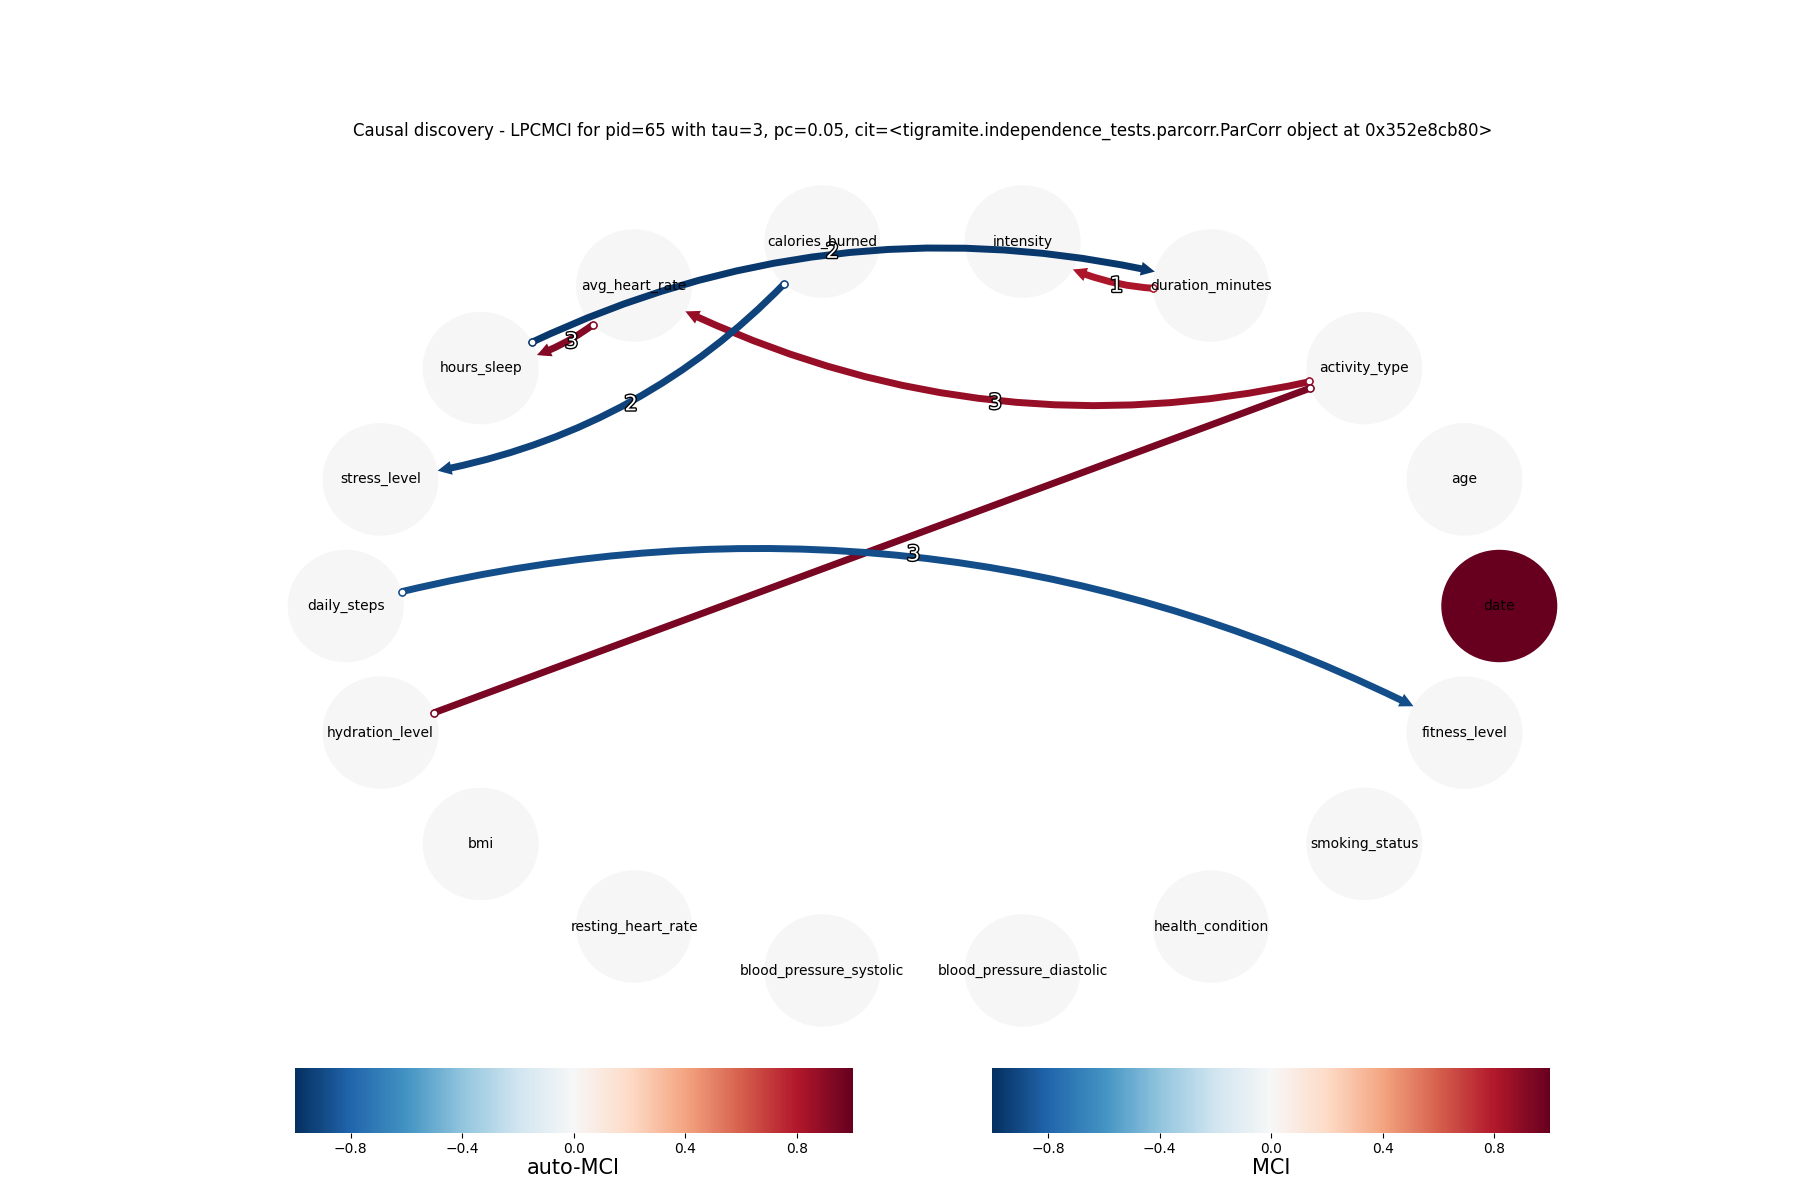 Causal discovery - LPCMCI for pid=65 with tau=3, pc=0.05, cit=<tigramite.independence_tests.parcorr.ParCorr object at 0x352e8cb80>
calories_burned
intensity
2
avg_heart_rate
1
duration_minutes
3
hours_sleep
activity_type
2
3
stress_level
age
3
daily_steps
date
hydration_level
fitness_level
bmi
smoking_status
resting_heart_rate
health_condition
blood_pressure_systolic
blood_pressure_diastolic
−0.8 −0.4 0.0 0.4 0.8
auto-MCI
−0.8 −0.4 0.0 0.4 0.8
MCI